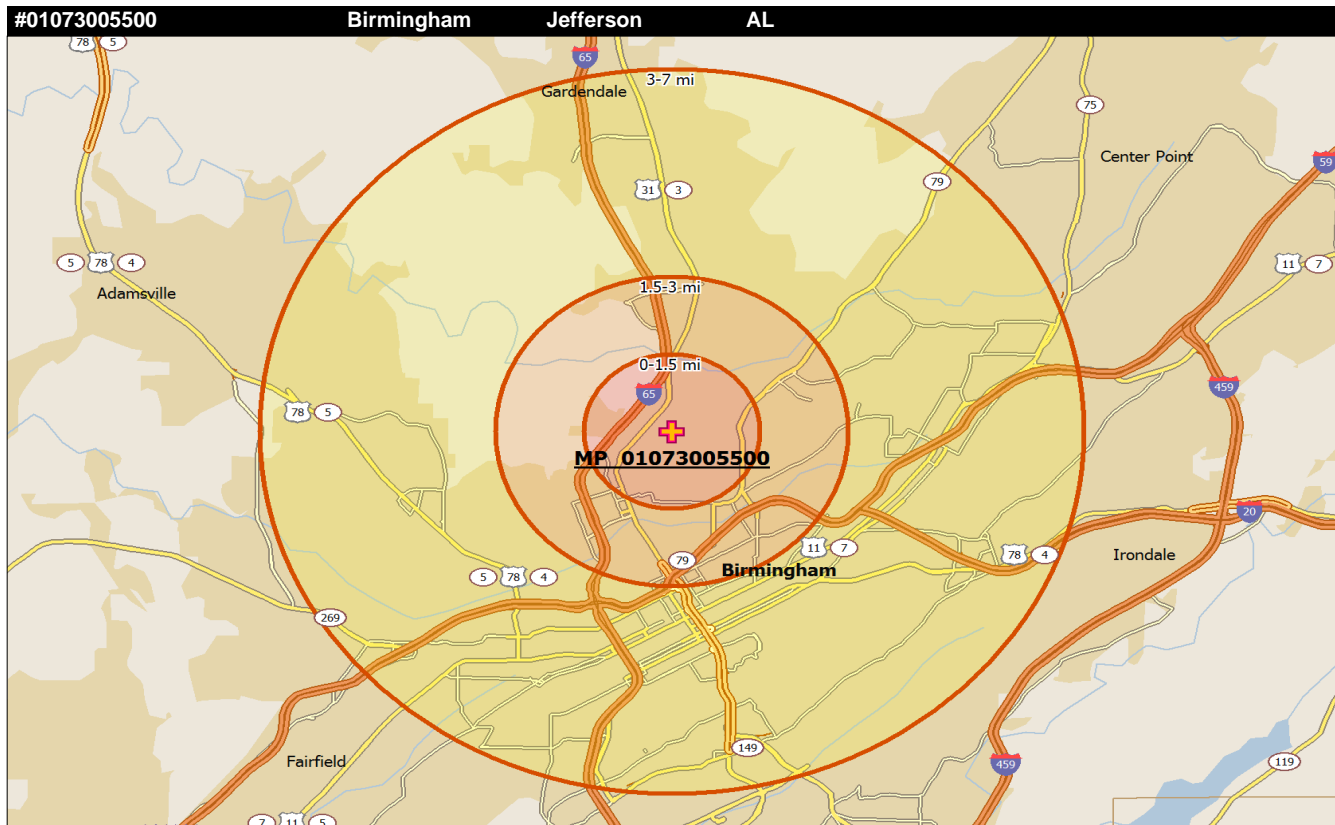 #01073005500 Birmingham Jefferson AL
78 5
65
3-7 mi
Gardendale
75
Center Point
59
79
31 3
5 78 4
11 7
Adamsville
1.5-3 mi
0-1.5 mi
65
459
78 5
MP 01073005500
20
11 7
78 4
Irondale
79
Birmingham
5 78 4
269
149
Fairfield
459
119
7 11 5